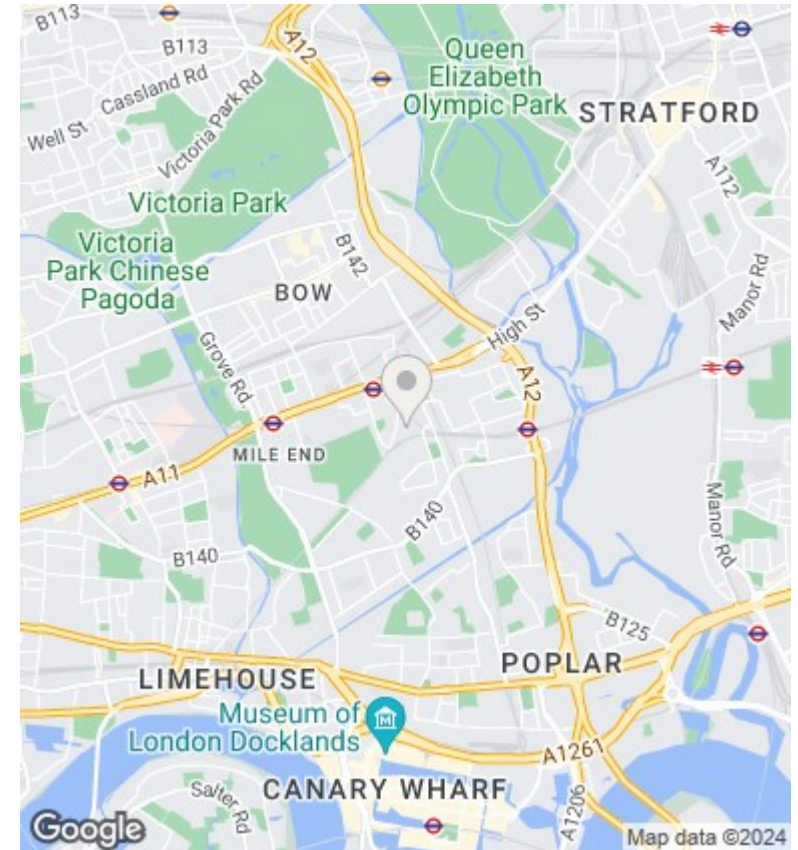 B113
B113
A12
Cassland Rd
Well St
Victoria Park Rd
Queen
Elizabeth
Olympic Park
STRATFORD
A112
Victoria Park
Victoria
Park Chinese
Pagoda
B142
BOW
Manor Rd
High St
Grove Rd.
A12
MILE END
A11
B140
B140
Manor Rd
B125
LIMEHOUSE
POPLAR
Museum of
London Docklands
A1261
CANARY WHARF
Salter Rd
A1206
Google
Map data ©2024